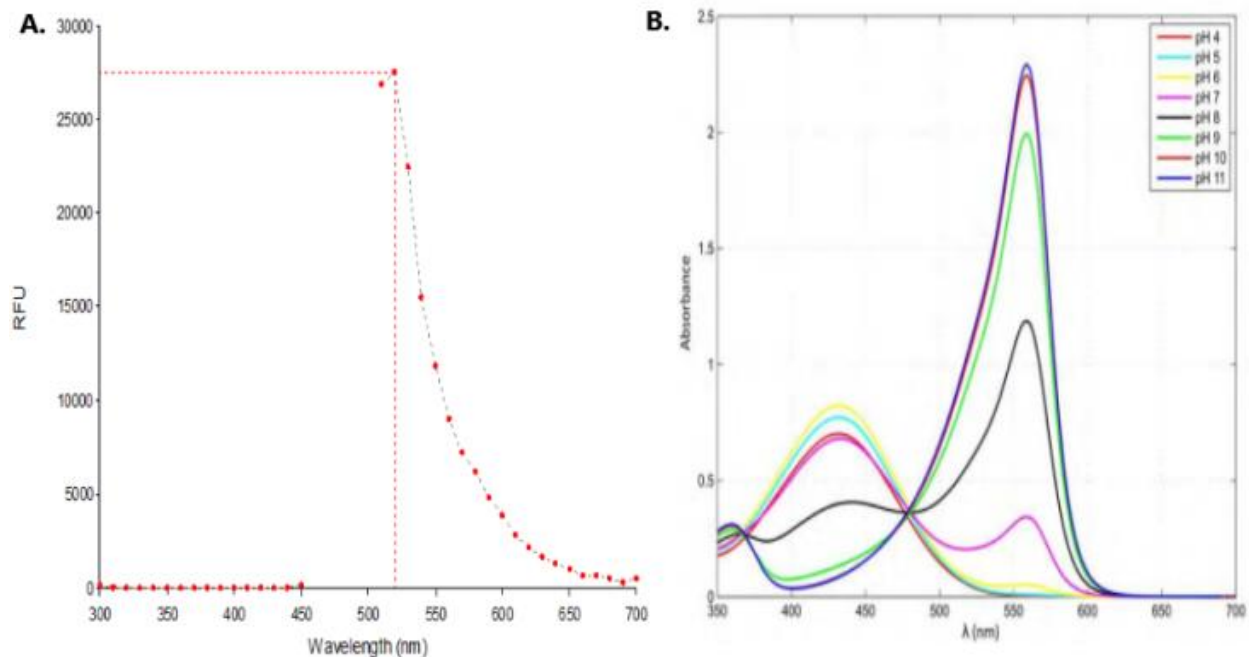 A.
30000
25000
20000
15000
10000
5000
0
RFU
300 350 400 450 500 550 600 650 700
Wavelength (nm)
B.
2.5
2
1.5
1
0.5
0
Absorbance
350 400 450 500 550 600 650 700
λ (nm)
pH 4
pH 5
pH 6
pH 7
pH 8
pH 9
pH 10
pH 11